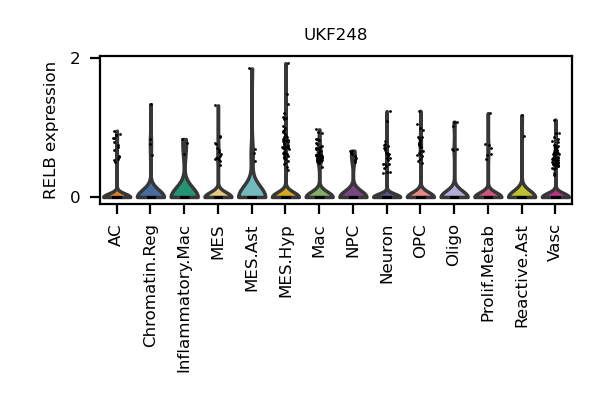 UKF248
RELB expression
2
0
AC
Chromatin.Reg
Inflammatory.Mac
MES
MES.Ast
MES.Hyp
Mac
NPC
Neuron
OPC
Oligo
Prolif.Metab
Reactive.Ast
Vasc